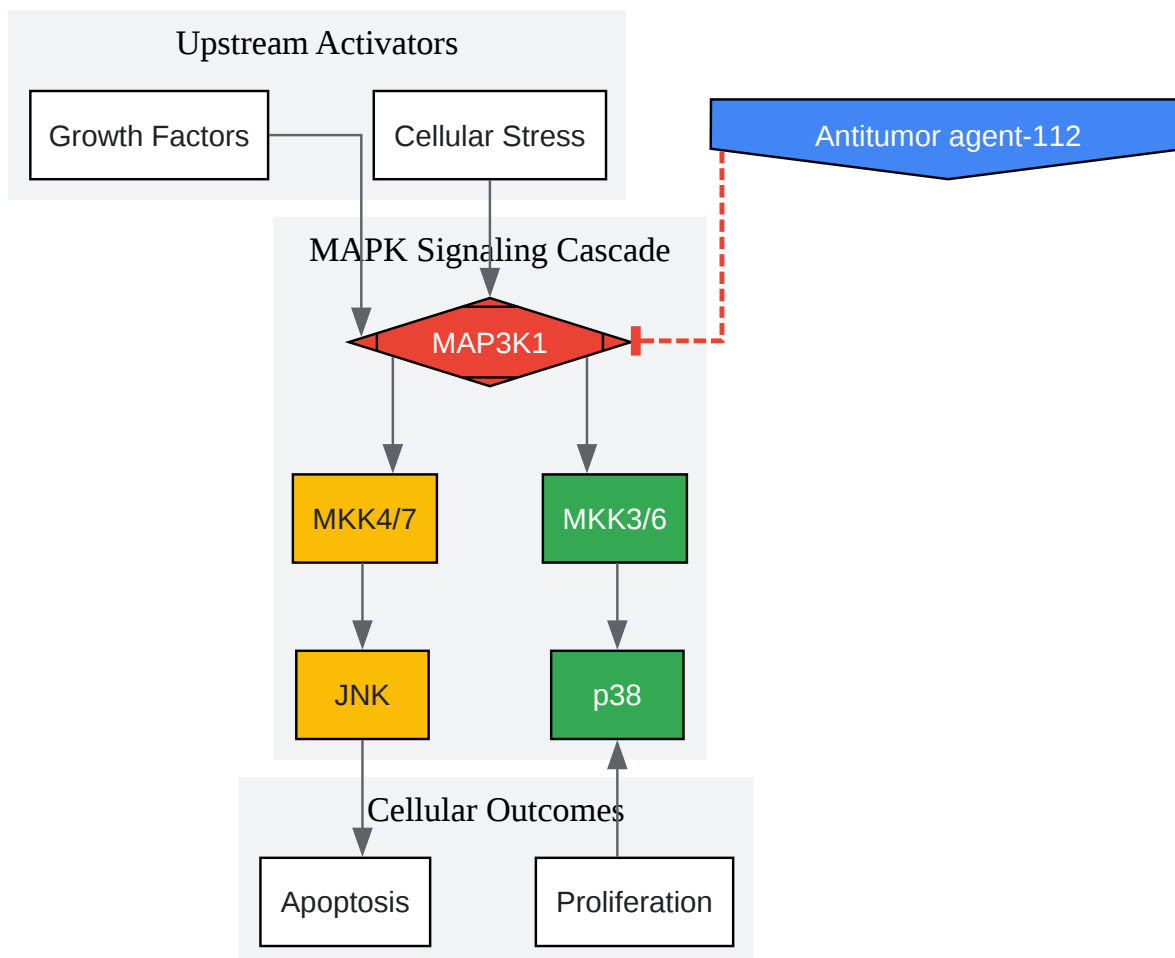 Upstream Activators
Growth Factors
Cellular Stress
Antitumor agent-112
MAPK Signaling Cascade
MAP3K1
MKK4/7
MKK3/6
JNK
p38
Cellular Outcomes
Apoptosis
Proliferation